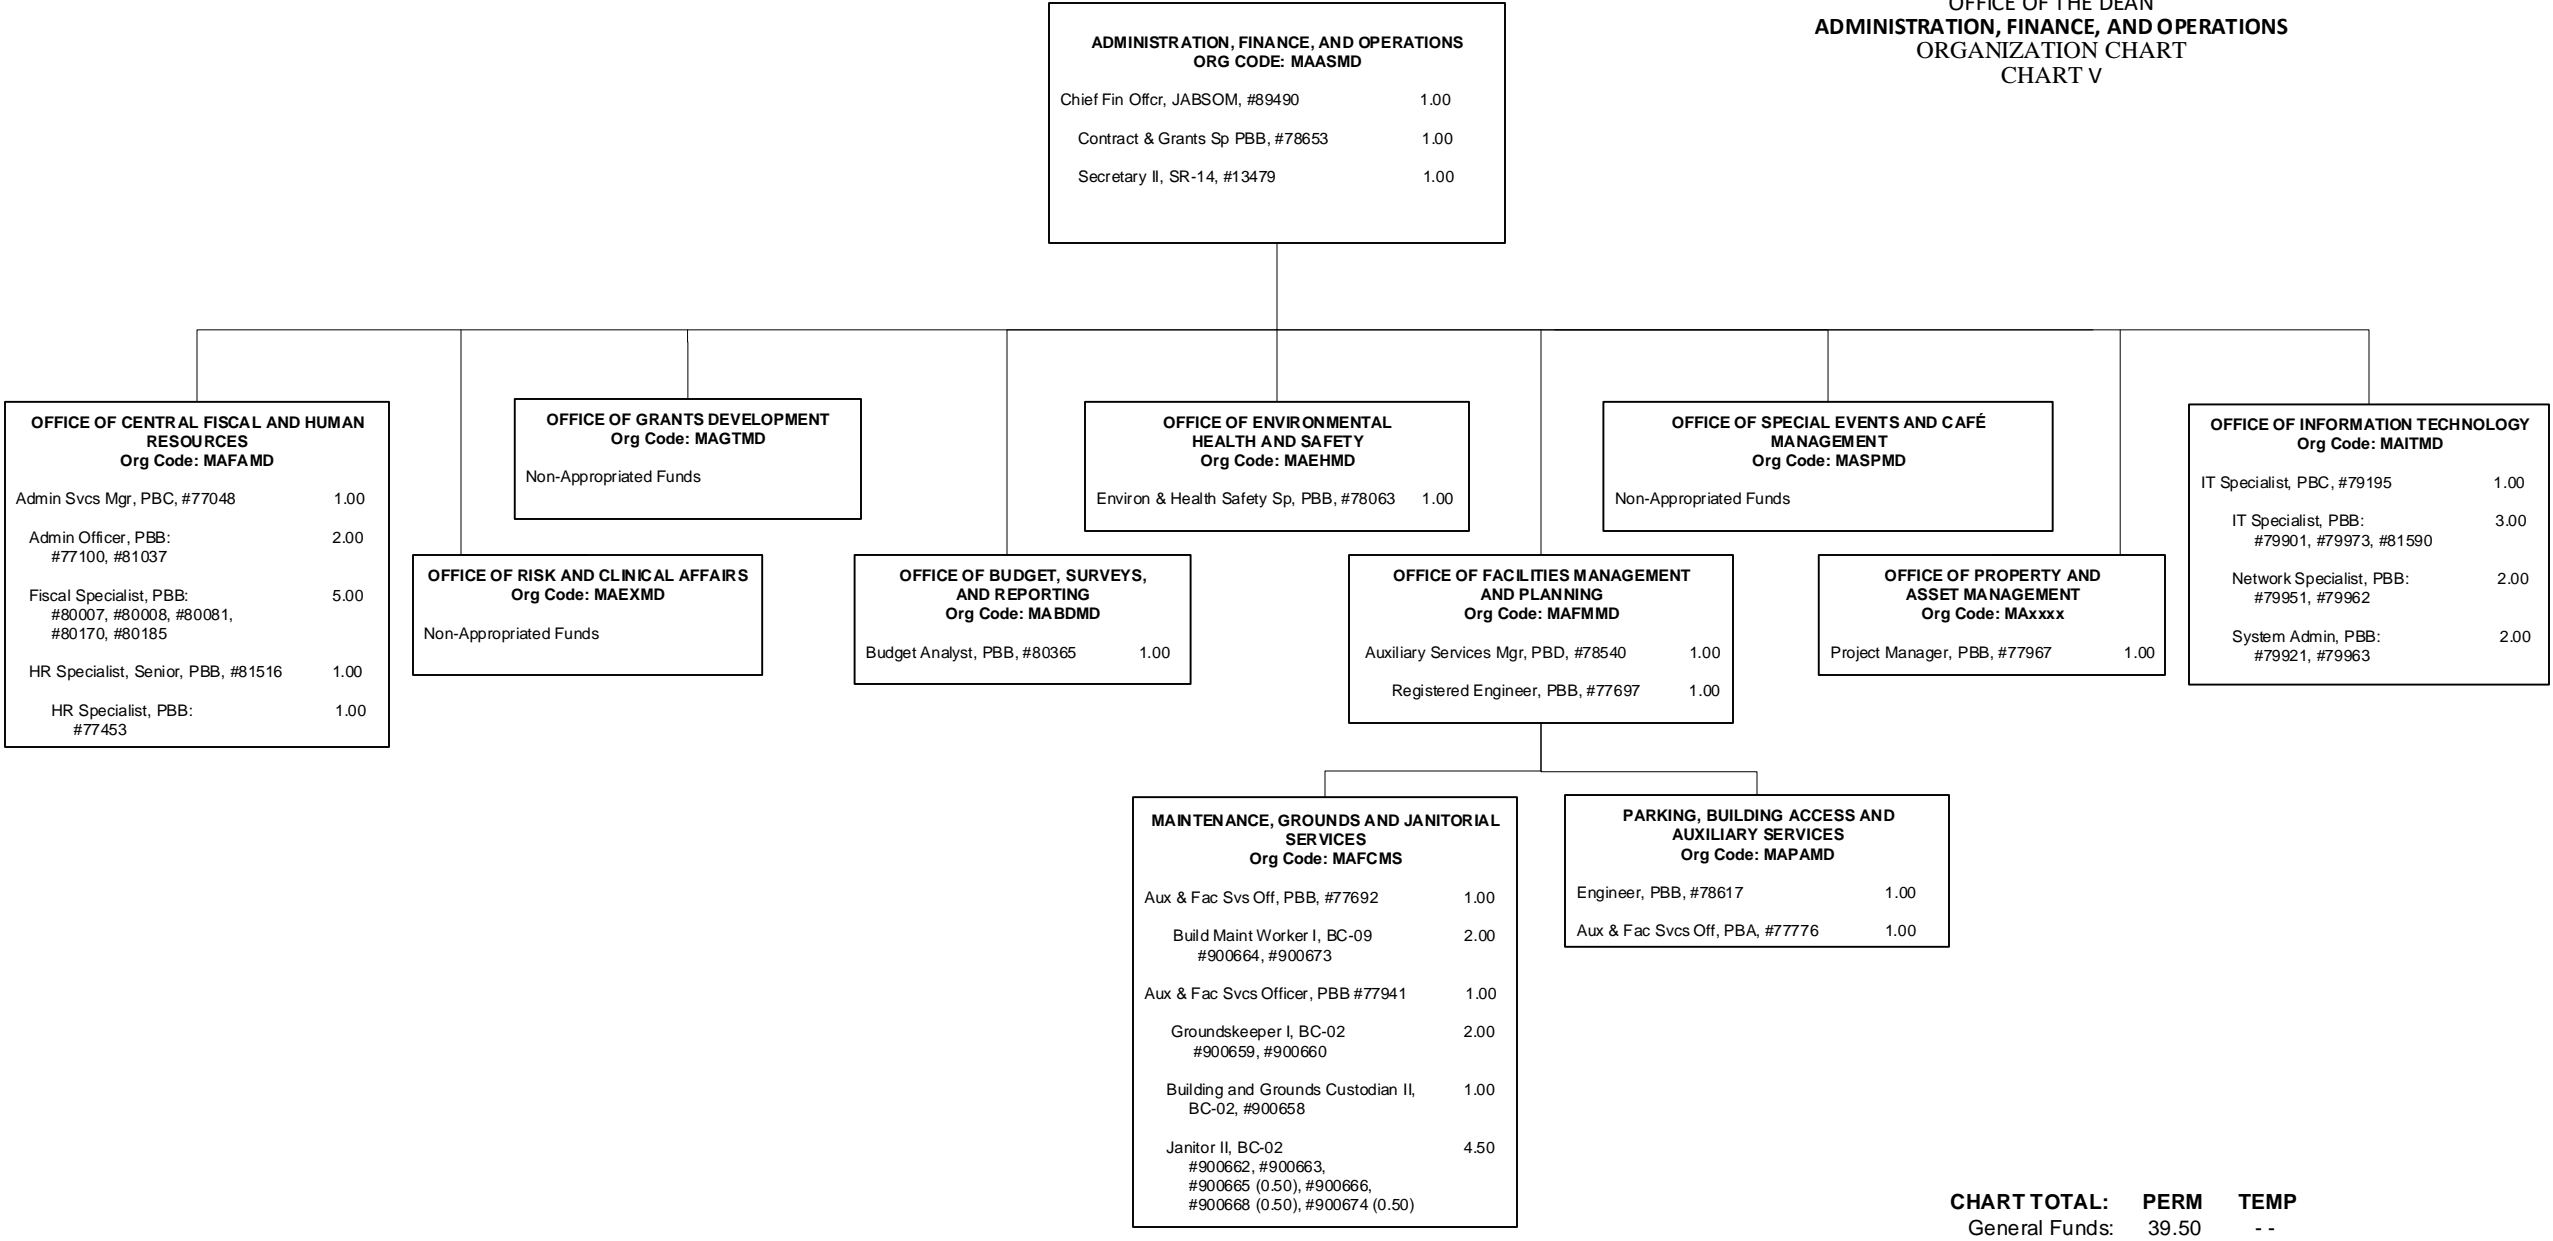 OFFICE OF THE DEAN
ADMINISTRATION, FINANCE, AND OPERATIONS
ORGANIZATION CHART
CHART V
ADMINISTRATION, FINANCE, AND OPERATIONS
ORG CODE: MAASMD
Chief Fin Offcr, JABSOM, #89490 1.00
Contract & Grants Sp PBB, #78653 1.00
Secretary II, SR-14, #13479 1.00
OFFICE OF CENTRAL FISCAL AND HUMAN
RESOURCES
Org Code: MAFAMD
Admin Svcs Mgr, PBC, #77048 1.00
Admin Officer, PBB: 2.00
#77100, #81037
Fiscal Specialist, PBB: 5.00
#80007, #80008, #80081,
#80170, #80185
HR Specialist, Senior, PBB, #81516 1.00
HR Specialist, PBB: 1.00
#77453
OFFICE OF RISK AND CLINICAL AFFAIRS
Org Code: MAEXMD
Non-Appropriated Funds
OFFICE OF GRANTS DEVELOPMENT
Org Code: MAGTMD
Non-Appropriated Funds
OFFICE OF BUDGET, SURVEYS,
AND REPORTING
Org Code: MABDMD
Budget Analyst, PBB, #80365 1.00
OFFICE OF ENVIRONMENTAL
HEALTH AND SAFETY
Org Code: MAEHMD
Environ & Health Safety Sp, PBB, #78063 1.00
OFFICE OF FACILITIES MANAGEMENT
AND PLANNING
Org Code: MAFMMD
Auxiliary Services Mgr, PBD, #78540 1.00
Registered Engineer, PBB, #77697 1.00
OFFICE OF SPECIAL EVENTS AND CAFÉ
MANAGEMENT
Org Code: MASPMD
Non-Appropriated Funds
OFFICE OF PROPERTY AND
ASSET MANAGEMENT
Org Code: MAxxxx
Project Manager, PBB, #77967 1.00
OFFICE OF INFORMATION TECHNOLOGY
Org Code: MAITMD
IT Specialist, PBC, #79195 1.00
IT Specialist, PBB: 3.00
#79901, #79973, #81590
Network Specialist, PBB: 2.00
#79951, #79962
System Admin, PBB: 2.00
#79921, #79963
MAINTENANCE, GROUNDS AND JANITORIAL
SERVICES
Org Code: MAFCMS
Aux & Fac Svs Off, PBB, #77692 1.00
Build Maint Worker I, BC-09 2.00
#900664, #900673
Aux & Fac Svcs Officer, PBB #77941 1.00
Groundskeeper I, BC-02 2.00
#900659, #900660
Building and Grounds Custodian II, 1.00
BC-02, #900658
Janitor II, BC-02 4.50
#900662, #900663,
#900665 (0.50), #900666,
#900668 (0.50), #900674 (0.50)
PARKING, BUILDING ACCESS AND
AUXILIARY SERVICES
Org Code: MAPAMD
Engineer, PBB, #78617 1.00
Aux & Fac Svcs Off, PBA, #77776 1.00
CHART TOTAL: PERM TEMP
General Funds: 39.50 - -